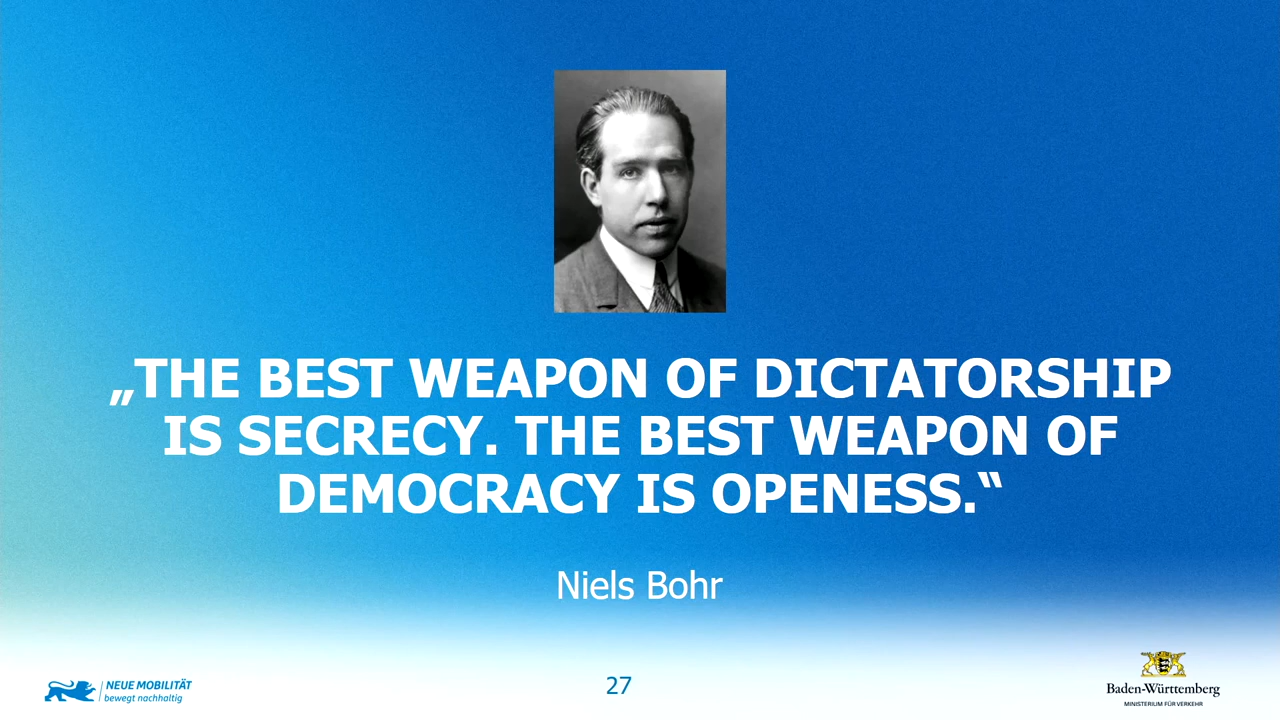 „THE BEST WEAPON OF DICTATORSHIP
IS SECRECY. THE BEST WEAPON OF
DEMOCRACY IS OPENESS.“
Niels Bohr
NEUE MOBILITÄT
bewegt nachhaltig
27
Baden-Württemberg
MINISTERIUM FÜR VERKEHR